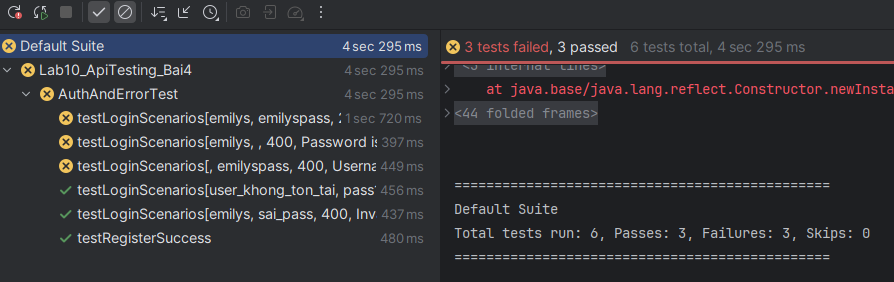 Default Suite 4 sec 295 ms
Lab10_ApiTesting_Bai4 4 sec 295 ms
AuthAndErrorTest 4 sec 295 ms
testLoginScenarios[emilys, emilyspass, 1 sec 720 ms
testLoginScenarios[emilys, , 400, Password is 397 ms
testLoginScenarios[, emilyspass, 400, Userna 449 ms
testLoginScenarios[user_khong_ton_tai, pass 456 ms
testLoginScenarios[emilys, sai_pass, 400, Inv 437 ms
testRegisterSuccess 480 ms
3 tests failed, 3 passed 6 tests total, 4 sec 295 ms
<3 internal lines>
at java.base/java.lang.reflect.Constructor.newInsta
<44 folded frames>
===============================================
Default Suite
Total tests run: 6, Passes: 3, Failures: 3, Skips: 0
===============================================